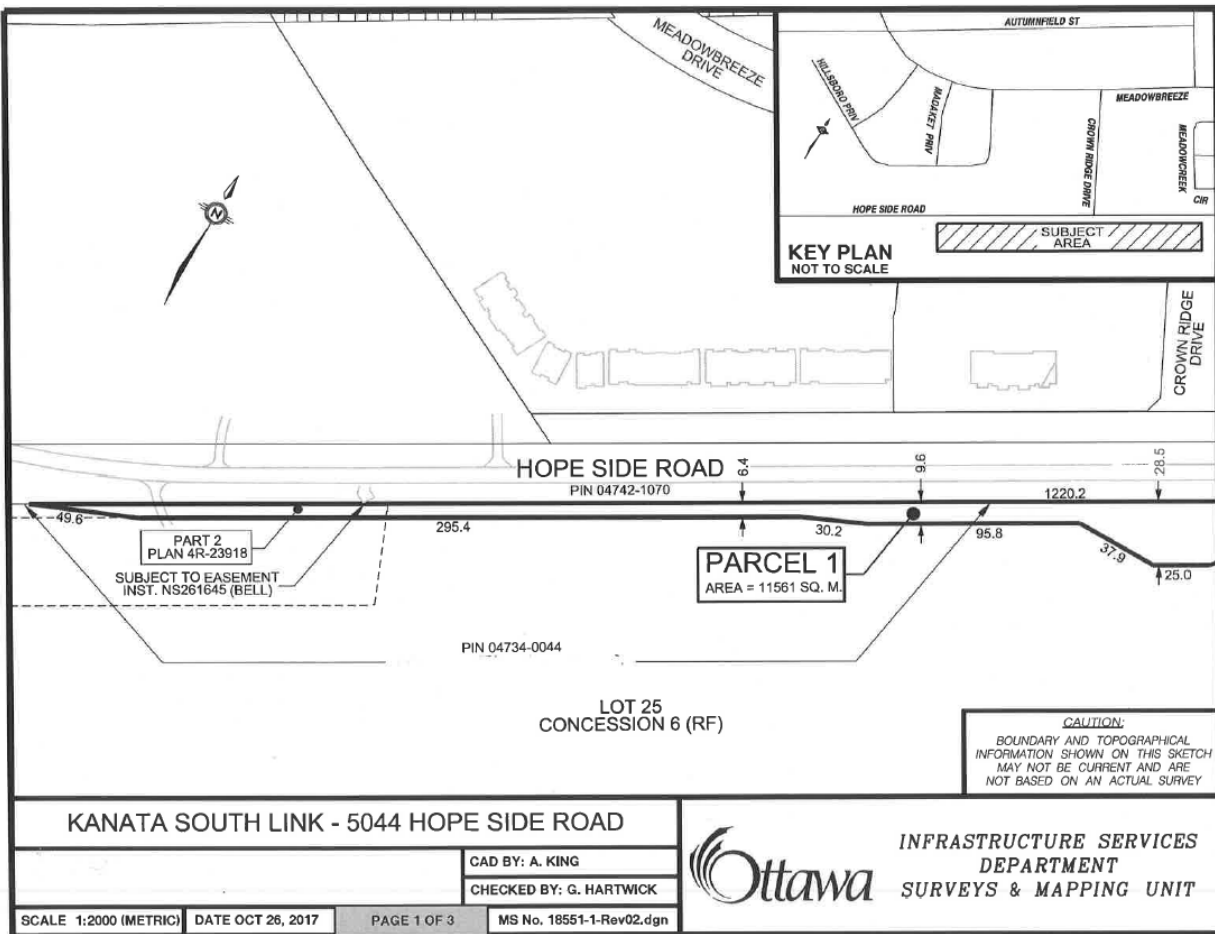 MEADOWBREEZE
DRIVE
AUTUMNFIELD ST
HILLSBORO PRIV
MADAKET PRIV
MEADOWBREEZE
CROWN RIDGE DRIVE
MEADOWCREEK
CIR
HOPE SIDE ROAD
SUBJECT
AREA
KEY PLAN
NOT TO SCALE
N
CROWN RIDGE
DRIVE
HOPE SIDE ROAD
PIN 04742-1070
6.4
9.6
28.5
1220.2
49.6
295.4
30.2
95.8
37.9
25.0
PART 2
PLAN 4R-23918
SUBJECT TO EASEMENT
INST. NS261645 (BELL)
PARCEL 1
AREA = 11561 SQ. M.
PIN 04734-0044
LOT 25
CONCESSION 6 (RF)
CAUTION:
BOUNDARY AND TOPOGRAPHICAL
INFORMATION SHOWN ON THIS SKETCH
MAY NOT BE CURRENT AND ARE
NOT BASED ON AN ACTUAL SURVEY
KANATA SOUTH LINK - 5044 HOPE SIDE ROAD
CAD BY: A. KING
CHECKED BY: G. HARTWICK
SCALE 1:2000 (METRIC)
DATE OCT 26, 2017
PAGE 1 OF 3
MS No. 18551-1-Rev02.dgn
Ottawa
INFRASTRUCTURE SERVICES
DEPARTMENT
SURVEYS & MAPPING UNIT